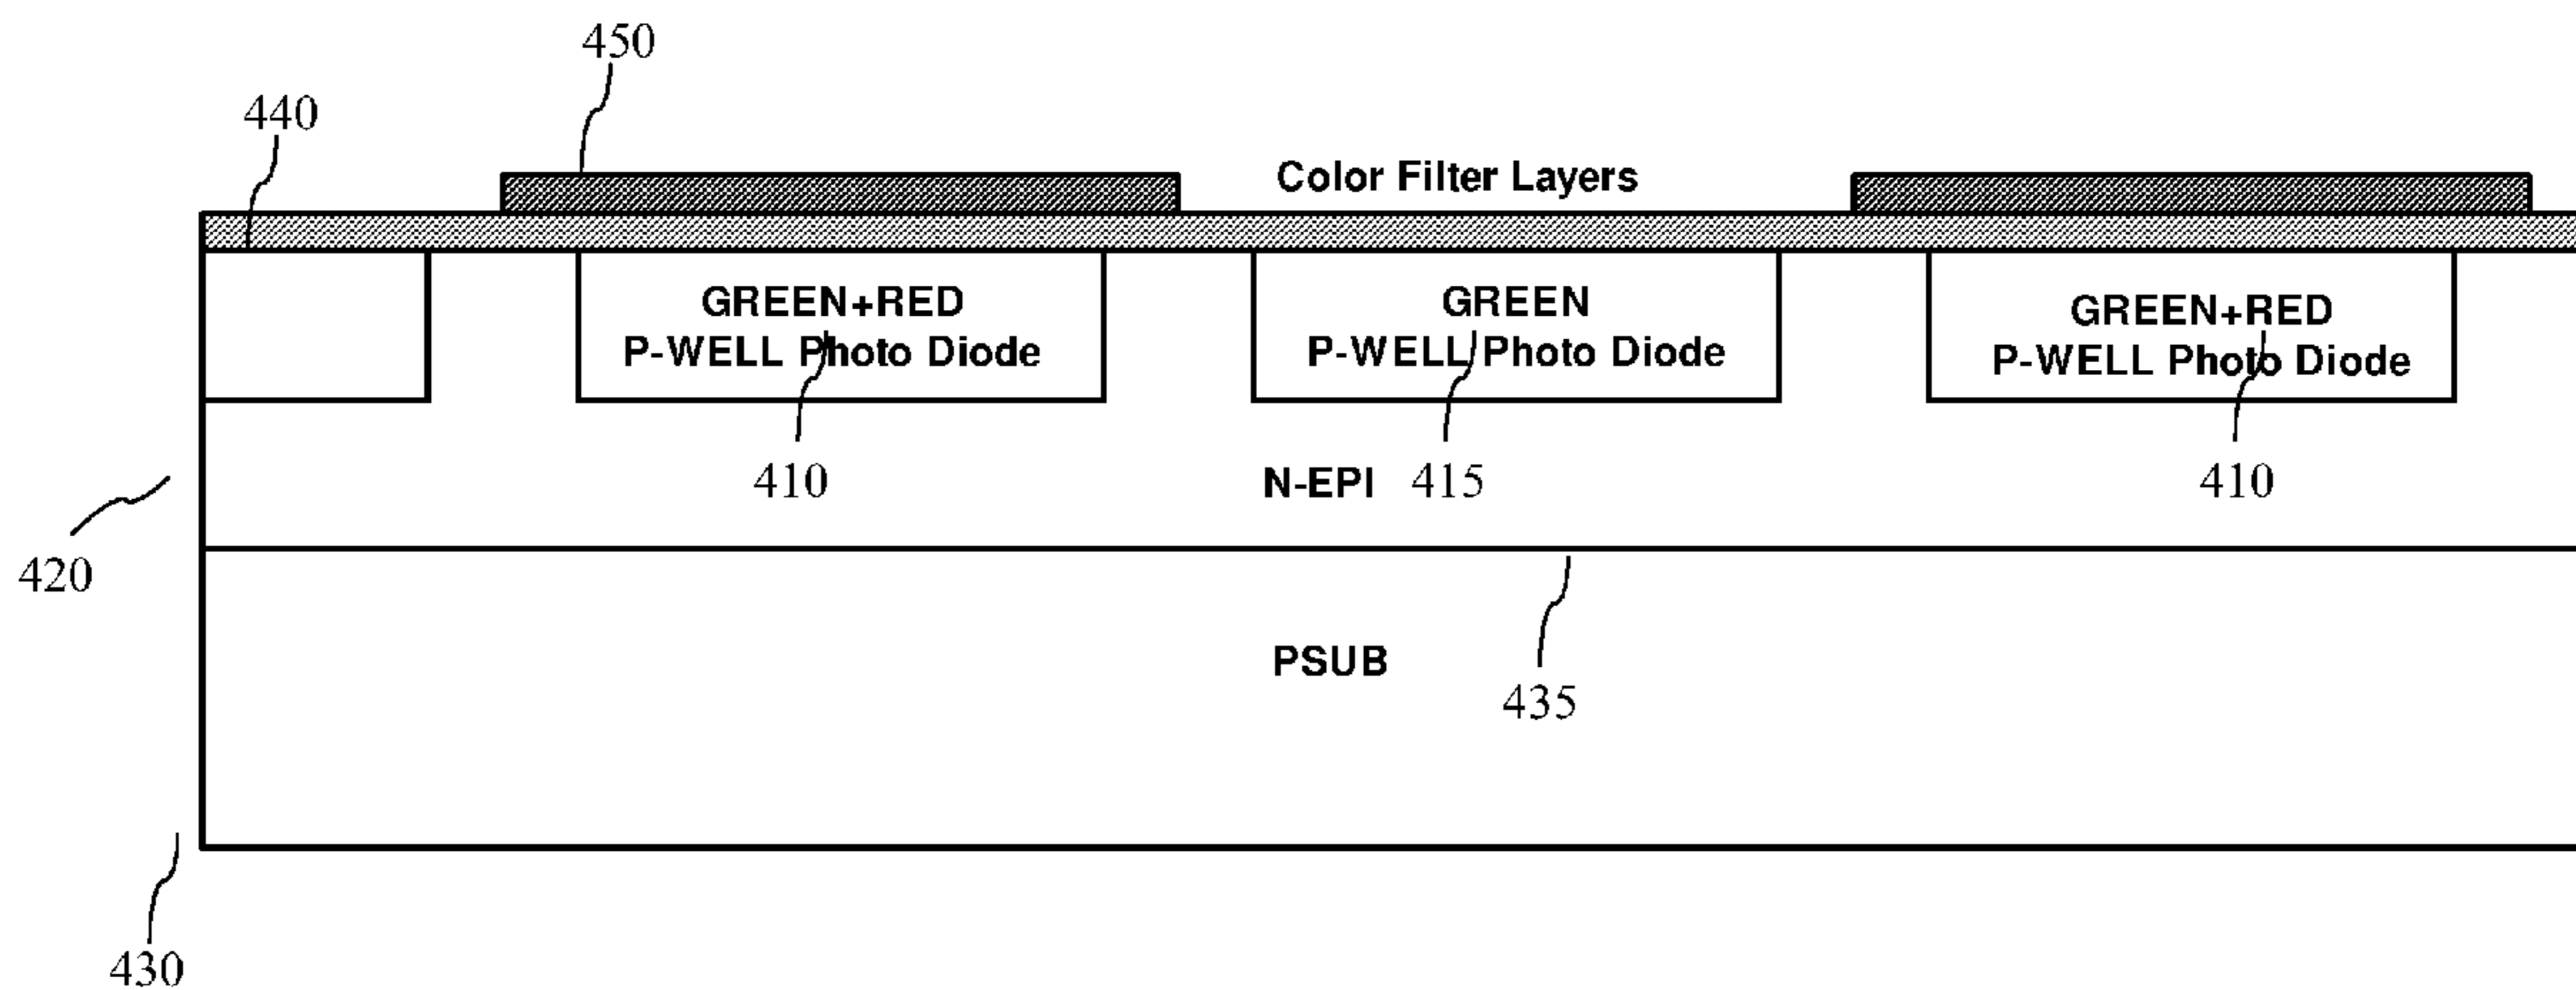 450
440
Color Filter Layers
GREEN+RED
P-WELL Photo Diode
GREEN
P-WELL Photo Diode
GREEN+RED
P-WELL Photo Diode
410
N-EPI
415
410
420
PSUB
435
430